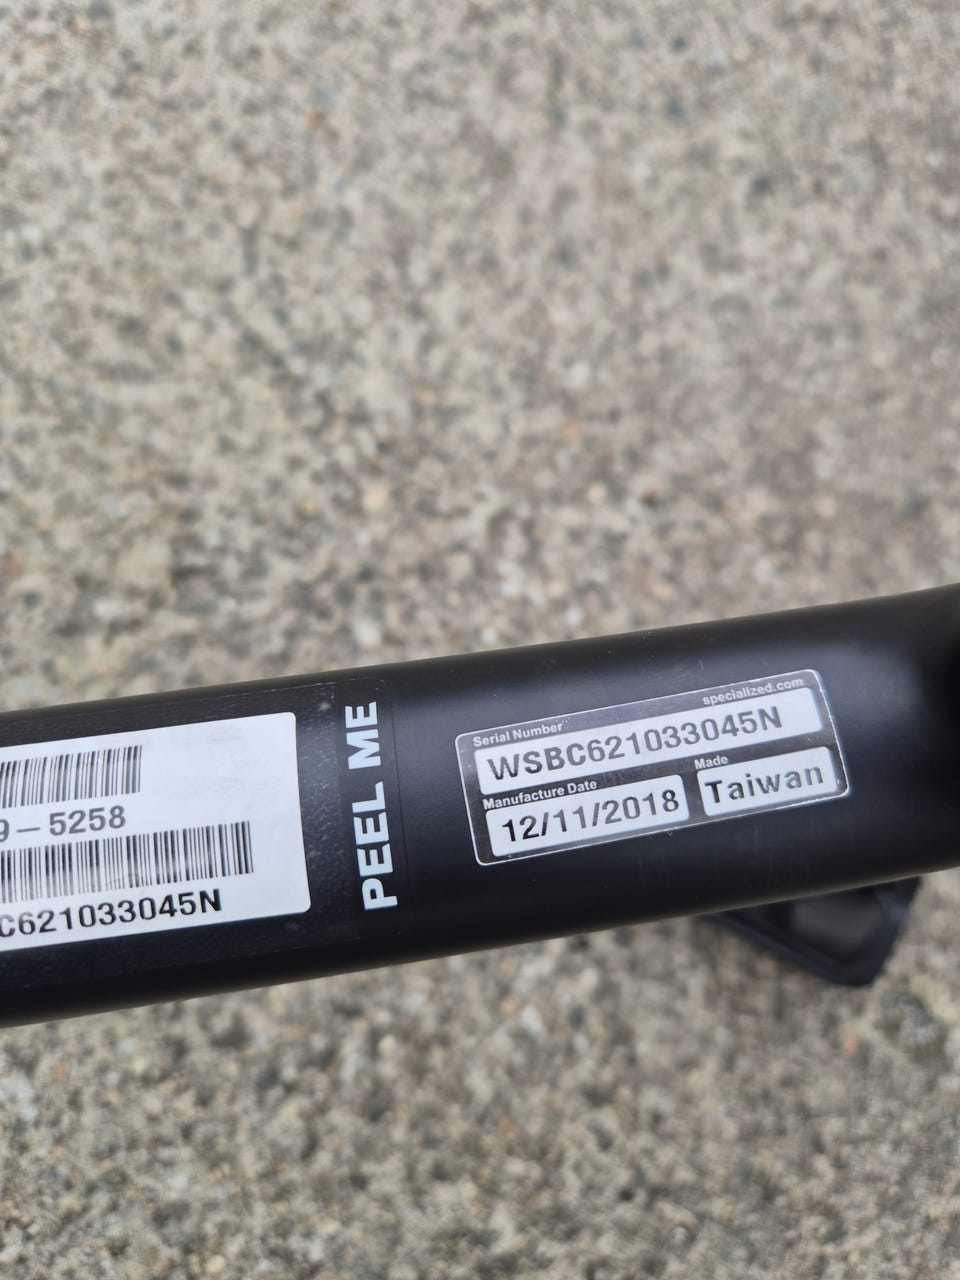 9-5258
C621033045N
PEEL ME
specialized.com
Serial Number
WSBC621033045N
Manufacture Date
Made
12/11/2018
Taiwan